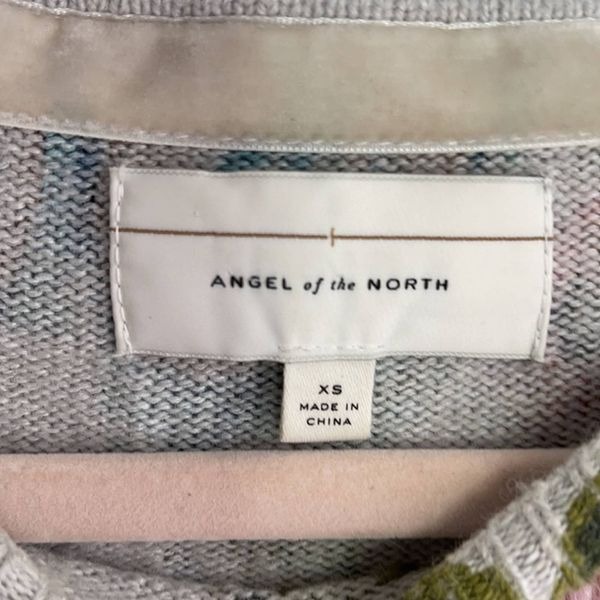 ANGEL of the NORTH
XS
MADE IN
CHINA